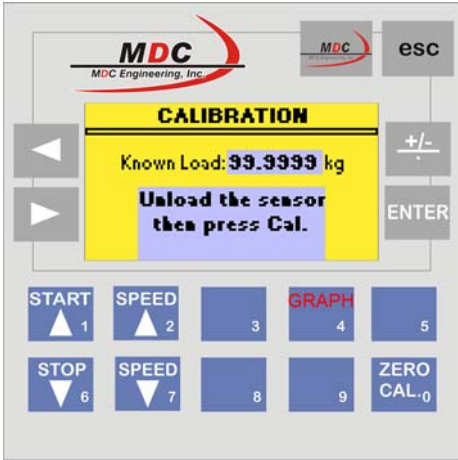 MDC
MDC Engineering, Inc.
MDC
esc
CALIBRATION
+/-
Known Load: 99.9999 kg
Unload the sensor
then press Cal.
ENTER
START 1
SPEED 2
3
GRAPH 4
5
STOP 6
SPEED 7
8
9
ZERO
CAL.0